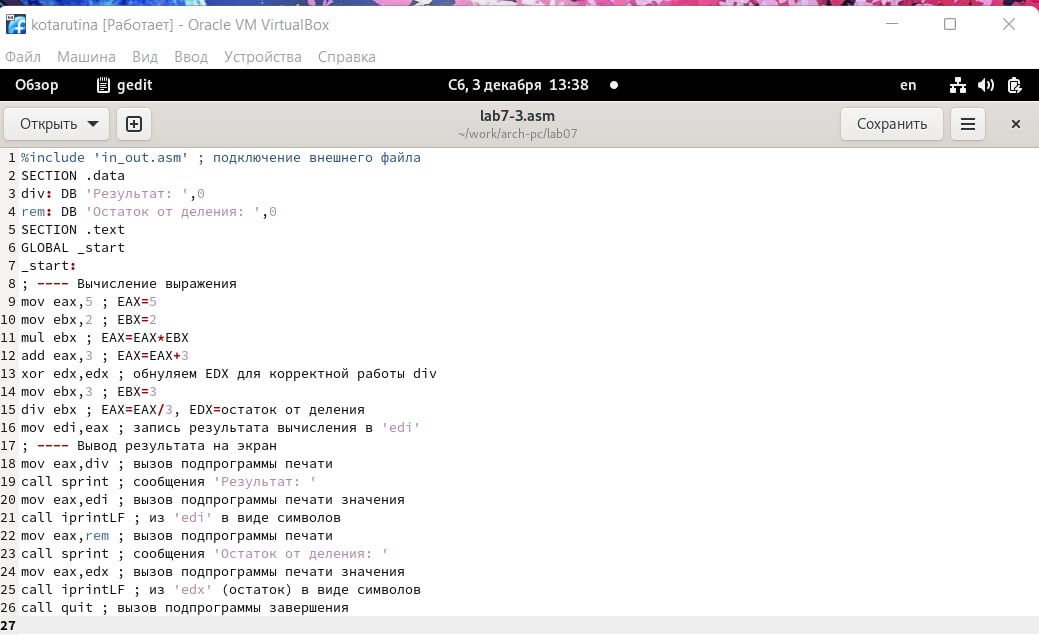 kotarutina [Работает] - Oracle VM VirtualBox
Файл Машина Вид Ввод Устройства Справка
Обзор gedit Сб, 3 декабря 13:38 en
Открыть lab7-3.asm Сохранить
~/work/arch-pc/lab07
1 %include 'in_out.asm' ; подключение внешнего файла
2 SECTION .data
3 div: DB 'Результат: ',0
4 rem: DB 'Остаток от деления: ',0
5 SECTION .text
6 GLOBAL _start
7 _start:
8 ; ---- Вычисление выражения
9 mov eax,5 ; EAX=5
10 mov ebx,2 ; EBX=2
11 mul ebx ; EAX=EAX*EBX
12 add eax,3 ; EAX=EAX+3
13 xor edx,edx ; обнуляем EDX для корректной работы div
14 mov ebx,3 ; EBX=3
15 div ebx ; EAX=EAX/3, EDX=остаток от деления
16 mov edi,eax ; запись результата вычисления в 'edi'
17 ; ---- Вывод результата на экран
18 mov eax,div ; вызов подпрограммы печати
19 call sprint ; сообщения 'Результат: '
20 mov eax,edi ; вызов подпрограммы печати значения
21 call iprintLF ; из 'edi' в виде символов
22 mov eax,rem ; вызов подпрограммы печати
23 call sprint ; сообщения 'Остаток от деления: '
24 mov eax,edx ; вызов подпрограммы печати значения
25 call iprintLF ; из 'edx' (остаток) в виде символов
26 call quit ; вызов подпрограммы завершения
27